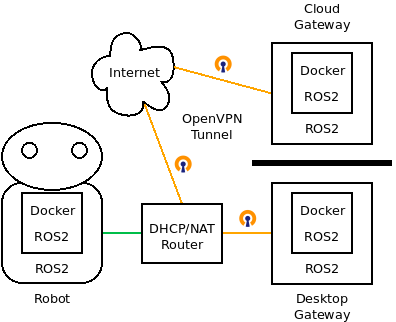 Cloud
Gateway
Internet
Docker
ROS2
ROS2
OpenVPN
Tunnel
Docker
ROS2
ROS2
Robot
DHCP/NAT
Router
Docker
ROS2
ROS2
Desktop
Gateway